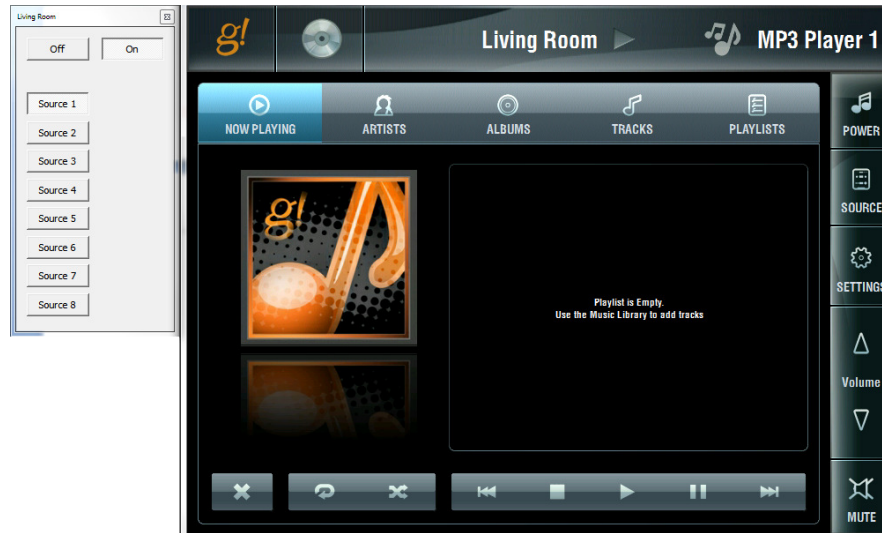 Living Room
Off
On
Source 1
Source 2
Source 3
Source 4
Source 5
Source 6
Source 7
Source 8
g!
Living Room
MP3 Player 1
NOW PLAYING
ARTISTS
ALBUMS
TRACKS
PLAYLISTS
g!
Playlist is Empty.
Use the Music Library to add tracks
POWER
SOURCE
SETTINGS
Volume
MUTE